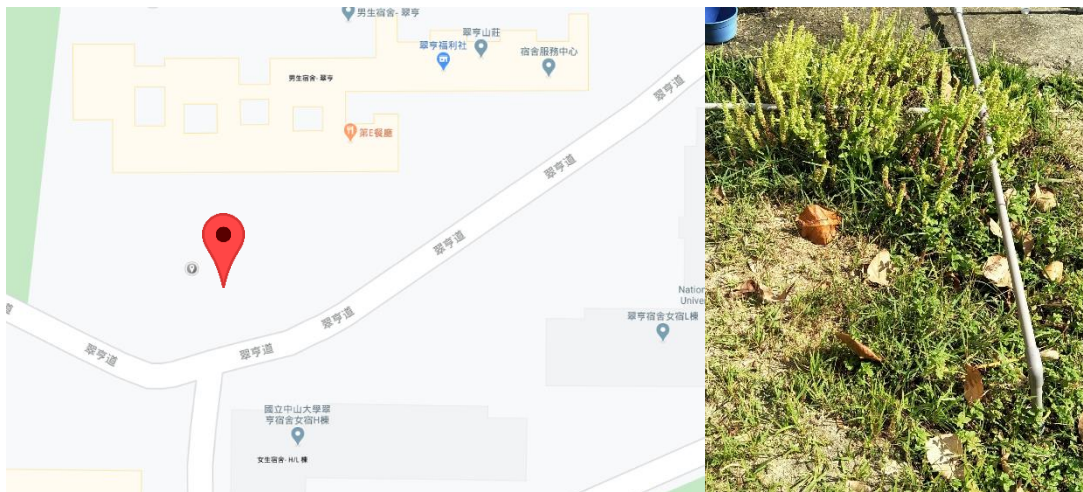 男生宿舍- 翠亨
翠亨山莊
翠亨福利社
宿舍服務中心
男生宿舍- 翠亨
第E餐廳
翠亨道
翠亨道
翠亨道
翠亨道
翠亨道
翠亨道
Nation
Univer
翠亨宿舍女宿L棟
國立中山大學翠
亨宿舍女宿H棟
女生宿舍- H/L 棟